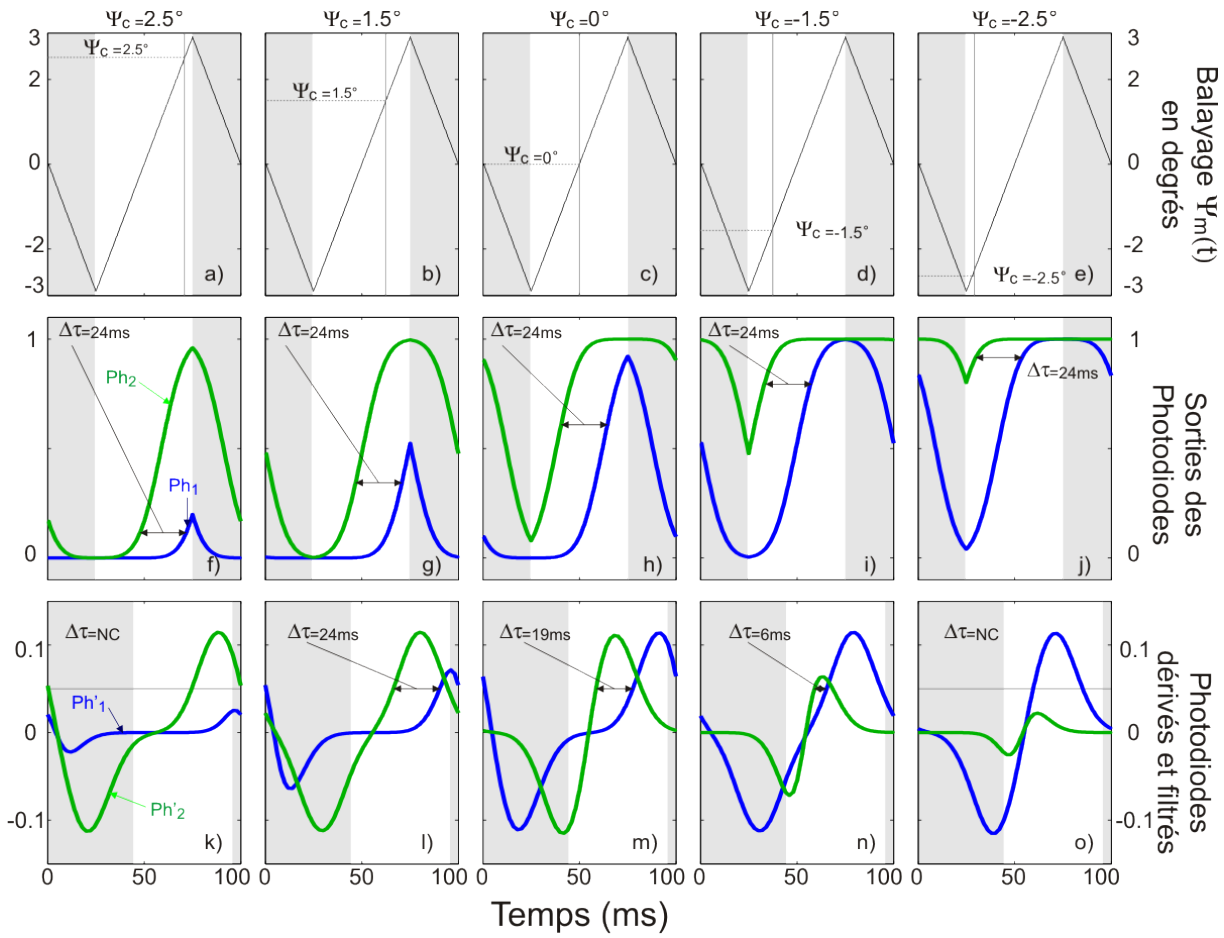 Ψc =2.5° Ψc =1.5° Ψc =0° Ψc =-1.5° Ψc =-2.5°
3 3
Ψc =2.5°
2 2
Ψc =1.5°
0 Ψc =0° 0
Ψc =-1.5°
-2 -2
Ψc =-2.5°
-3 a) b) c) d) e) -3
Balayage Ψm(t)
en degrés
1 Δτ=24ms Δτ=24ms Δτ=24ms Δτ=24ms Δτ=24ms 1
Ph2
Ph1
0 f) g) h) i) j) 0
Sorties des
Photodiodes
Δτ=NC Δτ=24ms Δτ=19ms Δτ=6ms Δτ=NC
0.1 0.1
Ph'1
0 0
Ph'2
-0.1 -0.1
k) l) m) n) o)
Photodiodes
dérivés et filtrés
0 50 100 0 50 100 0 50 100 0 50 100 0 50 100
Temps (ms)